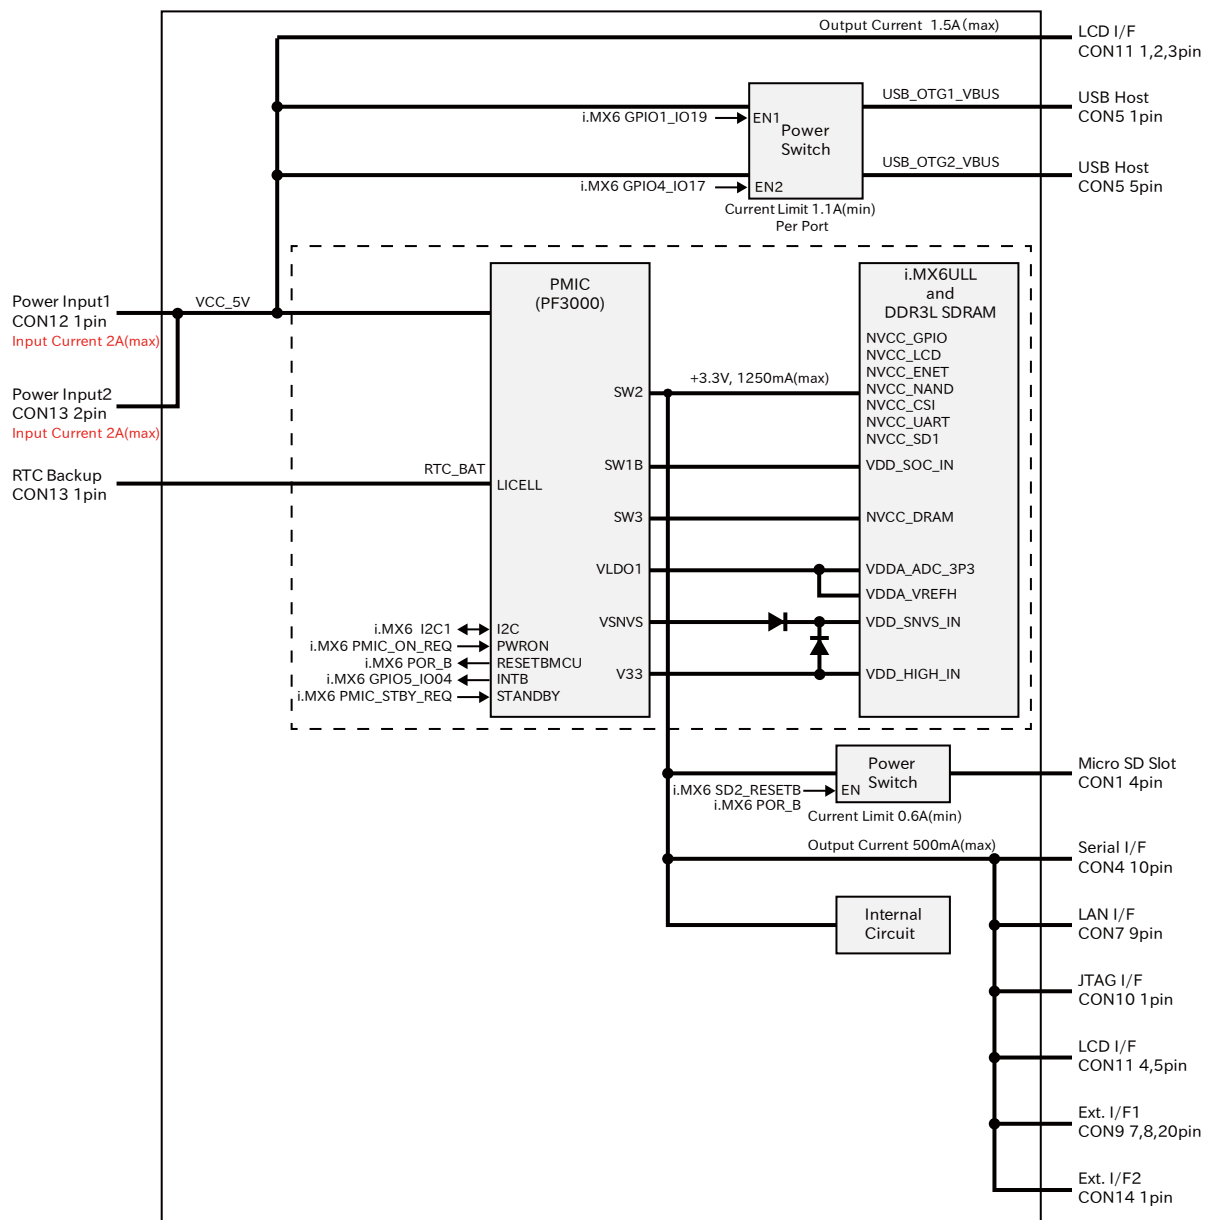 Output Current 1.5A(max)
LCD I/F
CON11 1,2,3pin
USB_OTG1_VBUS
USB Host
CON5 1pin
i.MX6 GPIO1_IO19
EN1
Power
Switch
USB_OTG2_VBUS
USB Host
CON5 5pin
i.MX6 GPIO4_IO17
EN2
Current Limit 1.1A(min)
Per Port
PMIC
(PF3000)
i.MX6ULL
and
DDR3L SDRAM
Power Input1
CON12 1pin
Input Current 2A(max)
VCC_5V
NVCC_GPIO
NVCC_LCD
NVCC_ENET
NVCC_NAND
NVCC_CSI
NVCC_UART
NVCC_SD1
Power Input2
CON13 2pin
Input Current 2A(max)
SW2
+3.3V, 1250mA(max)
RTC Backup
CON13 1pin
RTC_BAT
LICELL
SW1B
VDD_SOC_IN
SW3
NVCC_DRAM
VLDO1
VDDA_ADC_3P3
VDDA_VREFH
VSNVS
VDD_SNVS_IN
V33
VDD_HIGH_IN
i.MX6 I2C1
I2C
i.MX6 PMIC_ON_REQ
PWRON
i.MX6 POR_B
RESETBMCU
i.MX6 GPIO5_IO04
INTB
i.MX6 PMIC_STBY_REQ
STANDBY
Power
Switch
EN
i.MX6 SD2_RESETB
i.MX6 POR_B
Current Limit 0.6A(min)
Micro SD Slot
CON1 4pin
Output Current 500mA(max)
Serial I/F
CON4 10pin
Internal
Circuit
LAN I/F
CON7 9pin
JTAG I/F
CON10 1pin
LCD I/F
CON11 4,5pin
Ext. I/F1
CON9 7,8,20pin
Ext. I/F2
CON14 1pin